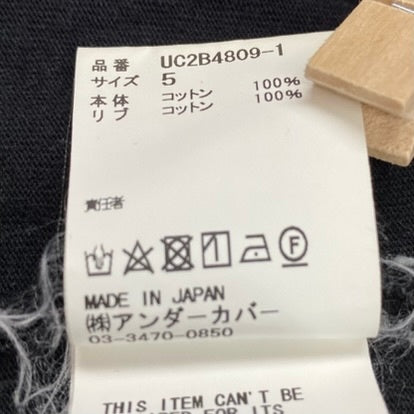 品番 UC2B4809-1
サイズ 5
本体 コットン 100%
リブ コットン 100%
責任者
F
MADE IN JAPAN
㈱アンダーカバー
03-3470-0850
THIS ITEM CAN'T BE
FOR ITS